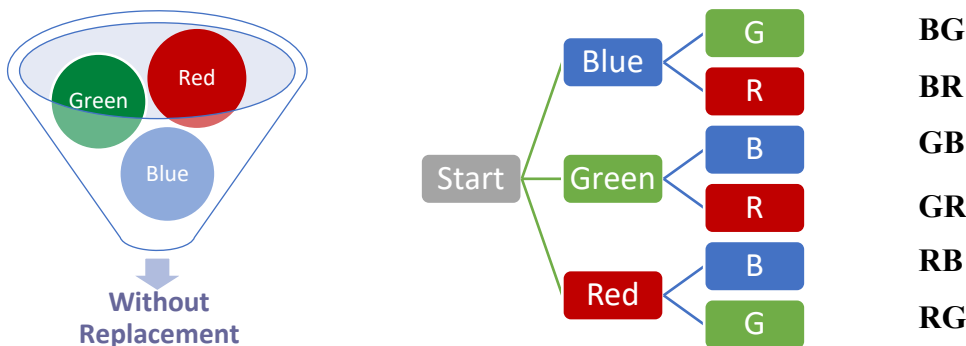 Green
Red
Blue
Without
Replacement
Start
Blue
Green
Red
G
R
B
R
B
G
BG
BR
GB
GR
RB
RG